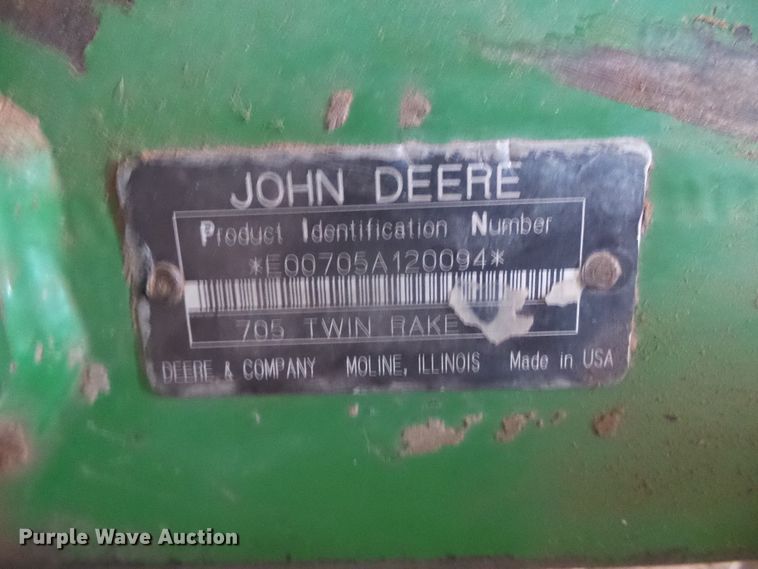 JOHN DEERE
Product Identification Number
*E00705A120094*
705 TWIN RAKE
DEERE & COMPANY MOLINE, ILLINOIS Made in USA
Purple Wave Auction